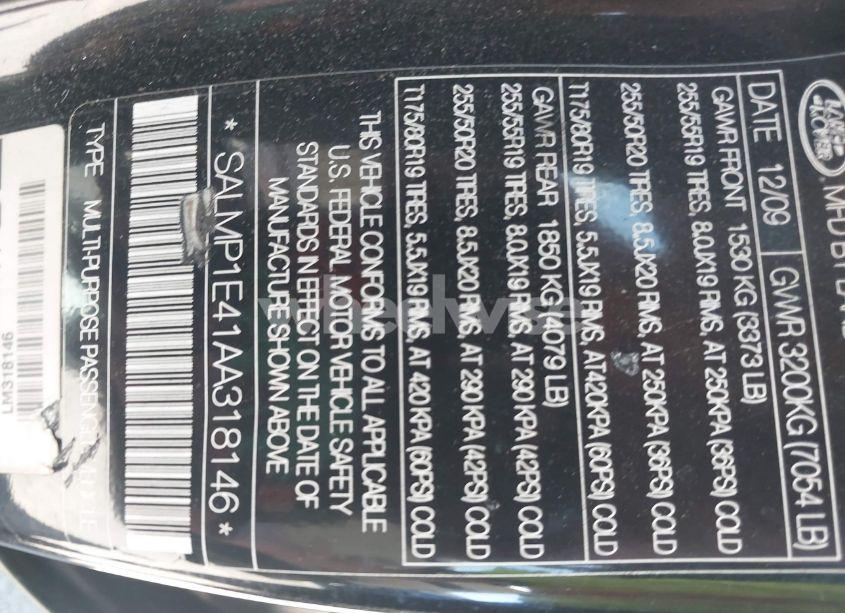 LAND ROVER
MFD BY LAND
DATE 12/09 GWR 3200KG (7054 LB)
GAWR FRONT 1530 KG (3373 LB)
255/55R19 TIRES, 8.0JX19 RIMS, AT 250KPA (36PSI) COLD
255/50R20 TIRES, 8.5JX20 RIMS, AT 250KPA (36PSI) COLD
T175/80R19 TIRES, 5.5JX19 RIMS, AT 420KPA (60PSI) COLD
GAWR REAR 1850 KG (4079 LB)
255/55R19 TIRES, 8.0JX19 RIMS, AT 290 KPA (42PSI) COLD
255/50R20 TIRES, 8.5JX20 RIMS, AT 290 KPA (42PSI) COLD
T175/80R19 TIRES, 5.5JX19 RIMS, AT 420 KPA (60PSI) COLD
THIS VEHICLE CONFORMS TO ALL APPLICABLE
U.S. FEDERAL MOTOR VEHICLE SAFETY
STANDARDS IN EFFECT ON THE DATE OF
MANUFACTURE SHOWN ABOVE
* SALMP1E41AA318146 *
TYPE MULTI-PURPOSE
LM318146